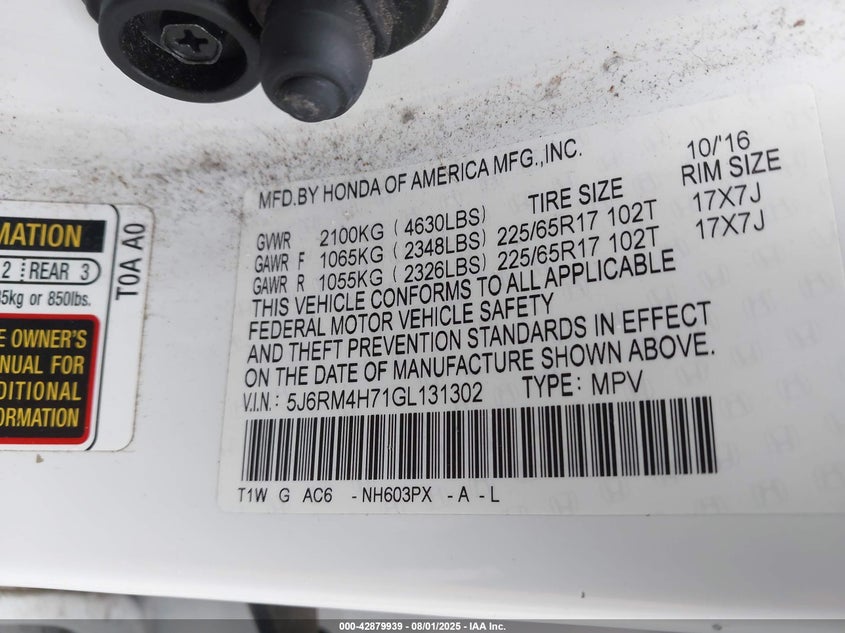 MFD.BY HONDA OF AMERICA MFG.,INC. 10/'16
TIRE SIZE RIM SIZE
GVWR 2100KG ( 4630LBS)
GAWR F 1065KG ( 2348LBS) 225/65R17 102T 17X7J
GAWR R 1055KG ( 2326LBS) 225/65R17 102T 17X7J
THIS VEHICLE CONFORMS TO ALL APPLICABLE
FEDERAL MOTOR VEHICLE SAFETY
AND THEFT PREVENTION STANDARDS IN EFFECT
ON THE DATE OF MANUFACTURE SHOWN ABOVE.
V.I.N: 5J6RM4H71GL131302 TYPE: MPV
T1W G AC6 -NH603PX -A -L
MATION
2 REAR 3
5kg or 850lbs.
E OWNER'S
NUAL FOR
DITIONAL
ORMATION
T0A A0
000-42879939 - 08/01/2025 - IAA Inc.